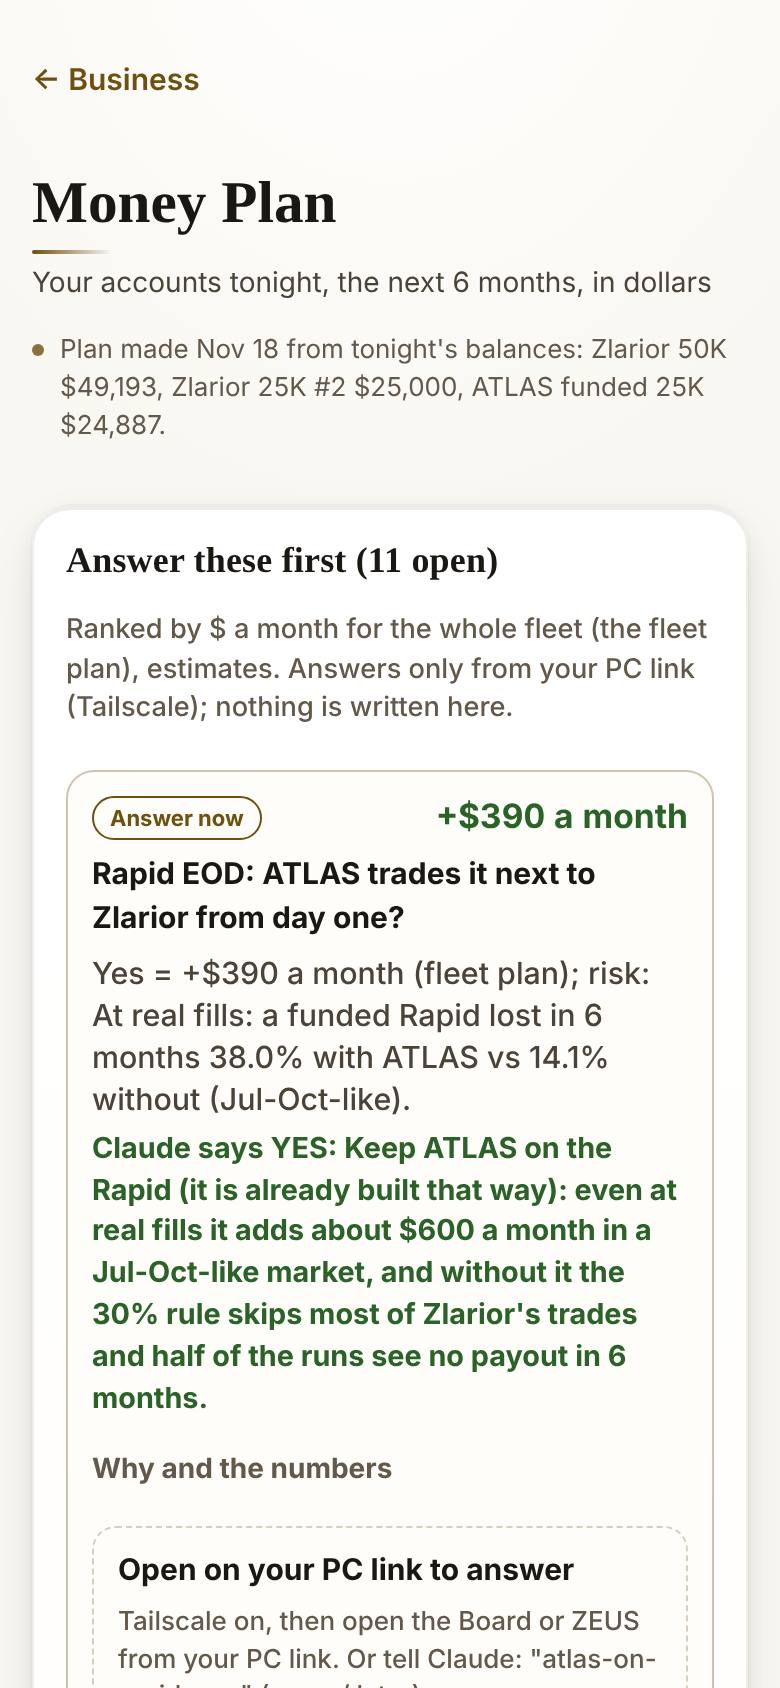 ← Business
Money Plan
Your accounts tonight, the next 6 months, in dollars
Plan made Nov 18 from tonight's balances: Zlarior 50K
$49,193, Zlarior 25K #2 $25,000, ATLAS funded 25K
$24,887.
Answer these first (11 open)
Ranked by $ a month for the whole fleet (the fleet
plan), estimates. Answers only from your PC link
(Tailscale); nothing is written here.
Answer now
+$390 a month
Rapid EOD: ATLAS trades it next to
Zlarior from day one?
Yes = +$390 a month (fleet plan); risk:
At real fills: a funded Rapid lost in 6
months 38.0% with ATLAS vs 14.1%
without (Jul-Oct-like).
Claude says YES: Keep ATLAS on the
Rapid (it is already built that way): even at
real fills it adds about $600 a month in a
Jul-Oct-like market, and without it the
30% rule skips most of Zlarior's trades
and half of the runs see no payout in 6
months.
Why and the numbers
Open on your PC link to answer
Tailscale on, then open the Board or ZEUS
from your PC link. Or tell Claude: "atlas-on-